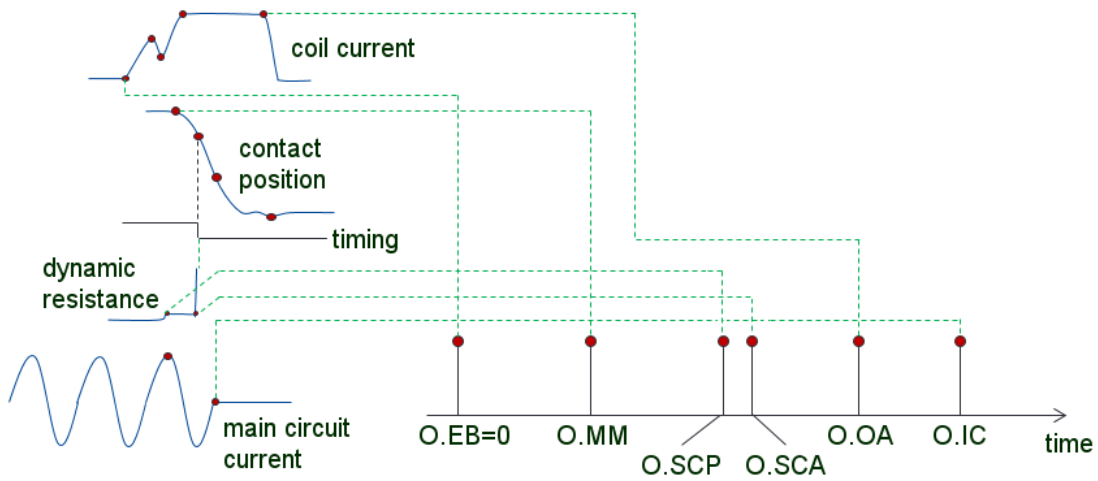 coil current
contact
position
timing
dynamic
resistance
main circuit
current
O.EB=0
O.MM
O.SCP
O.SCA
O.OA
O.IC
time